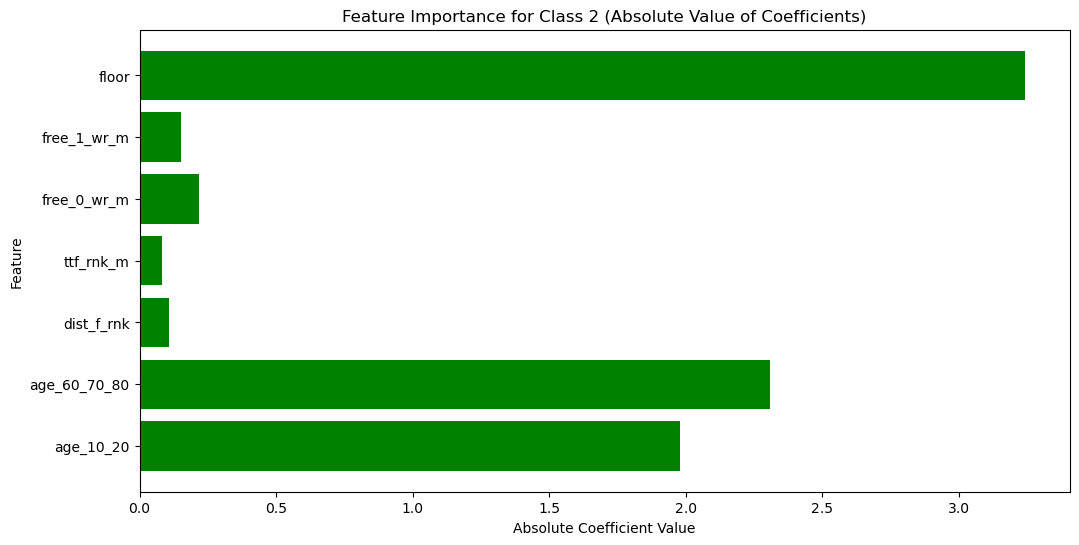 Feature Importance for Class 2 (Absolute Value of Coefficients)
floor
free_1_wr_m
free_0_wr_m
ttf_rnk_m
dist_f_rnk
age_60_70_80
age_10_20
Feature
0.0 0.5 1.0 1.5 2.0 2.5 3.0
Absolute Coefficient Value